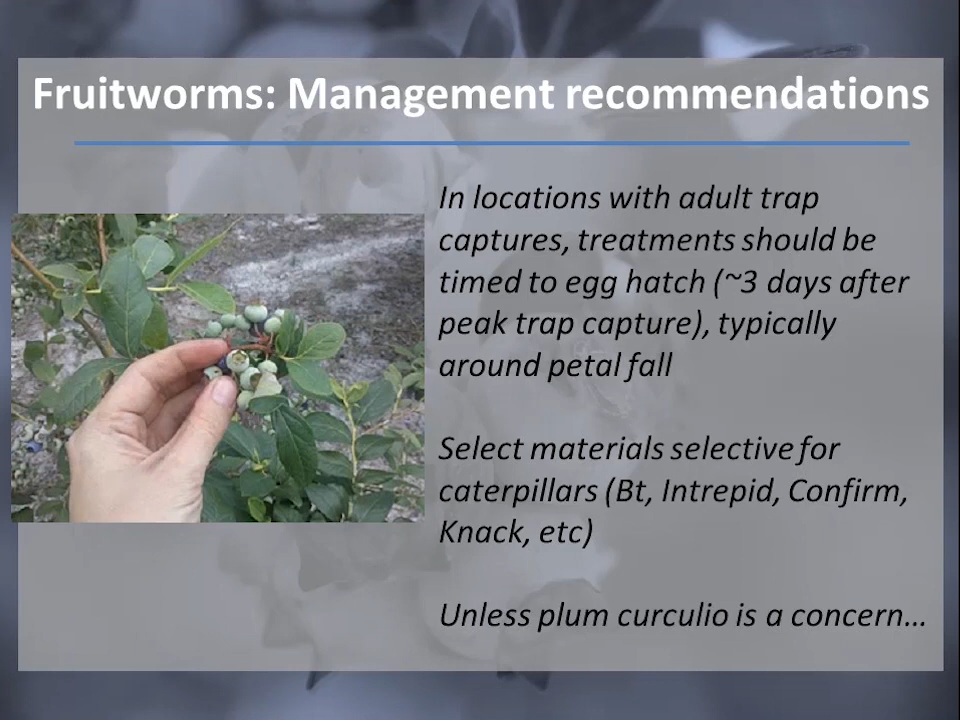 Fruitworms: Management recommendations
In locations with adult trap
captures, treatments should be
timed to egg hatch (~3 days after
peak trap capture), typically
around petal fall
Select materials selective for
caterpillars (Bt, Intrepid, Confirm,
Knack, etc)
Unless plum curculio is a concern…